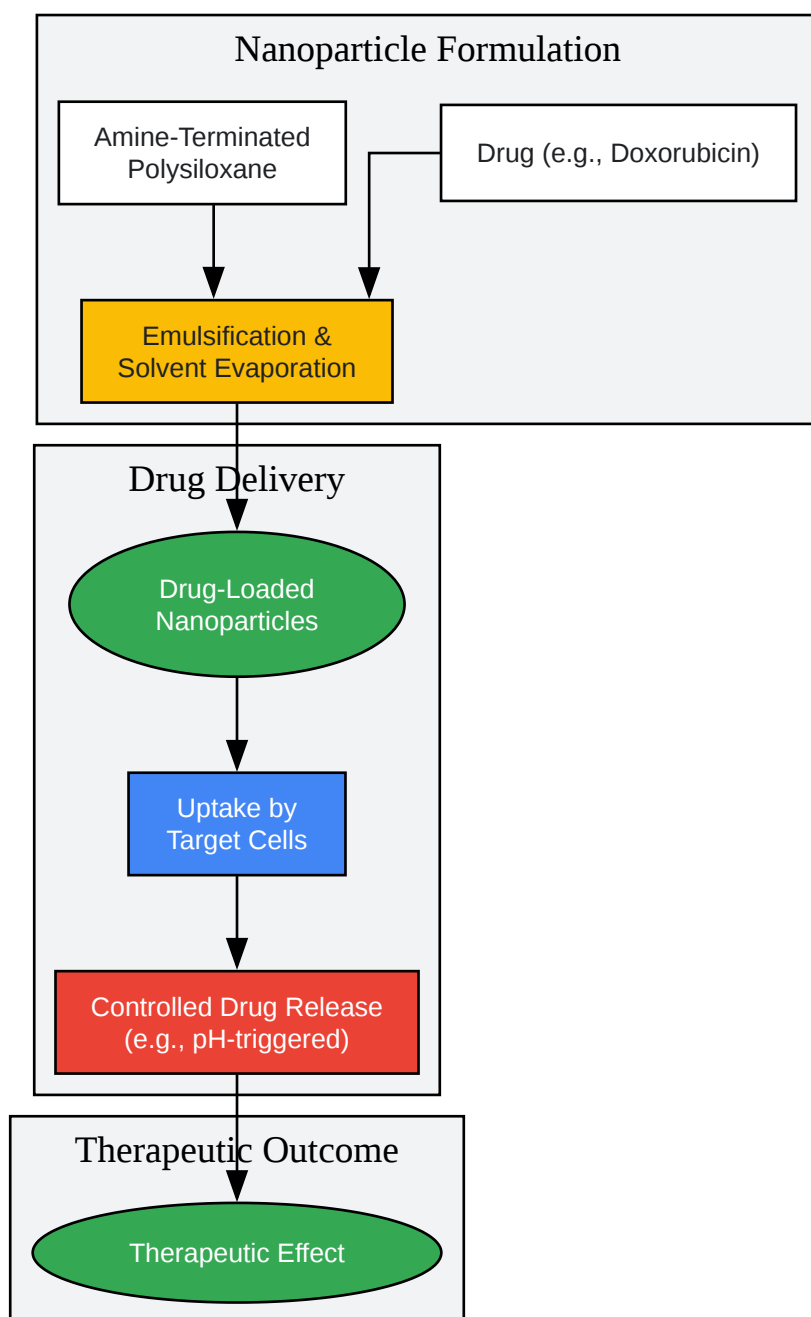 Nanoparticle Formulation
Amine-Terminated
Polysiloxane
Drug (e.g., Doxorubicin)
Emulsification &
Solvent Evaporation
Drug Delivery
Drug-Loaded
Nanoparticles
Uptake by
Target Cells
Controlled Drug Release
(e.g., pH-triggered)
Therapeutic Outcome
Therapeutic Effect